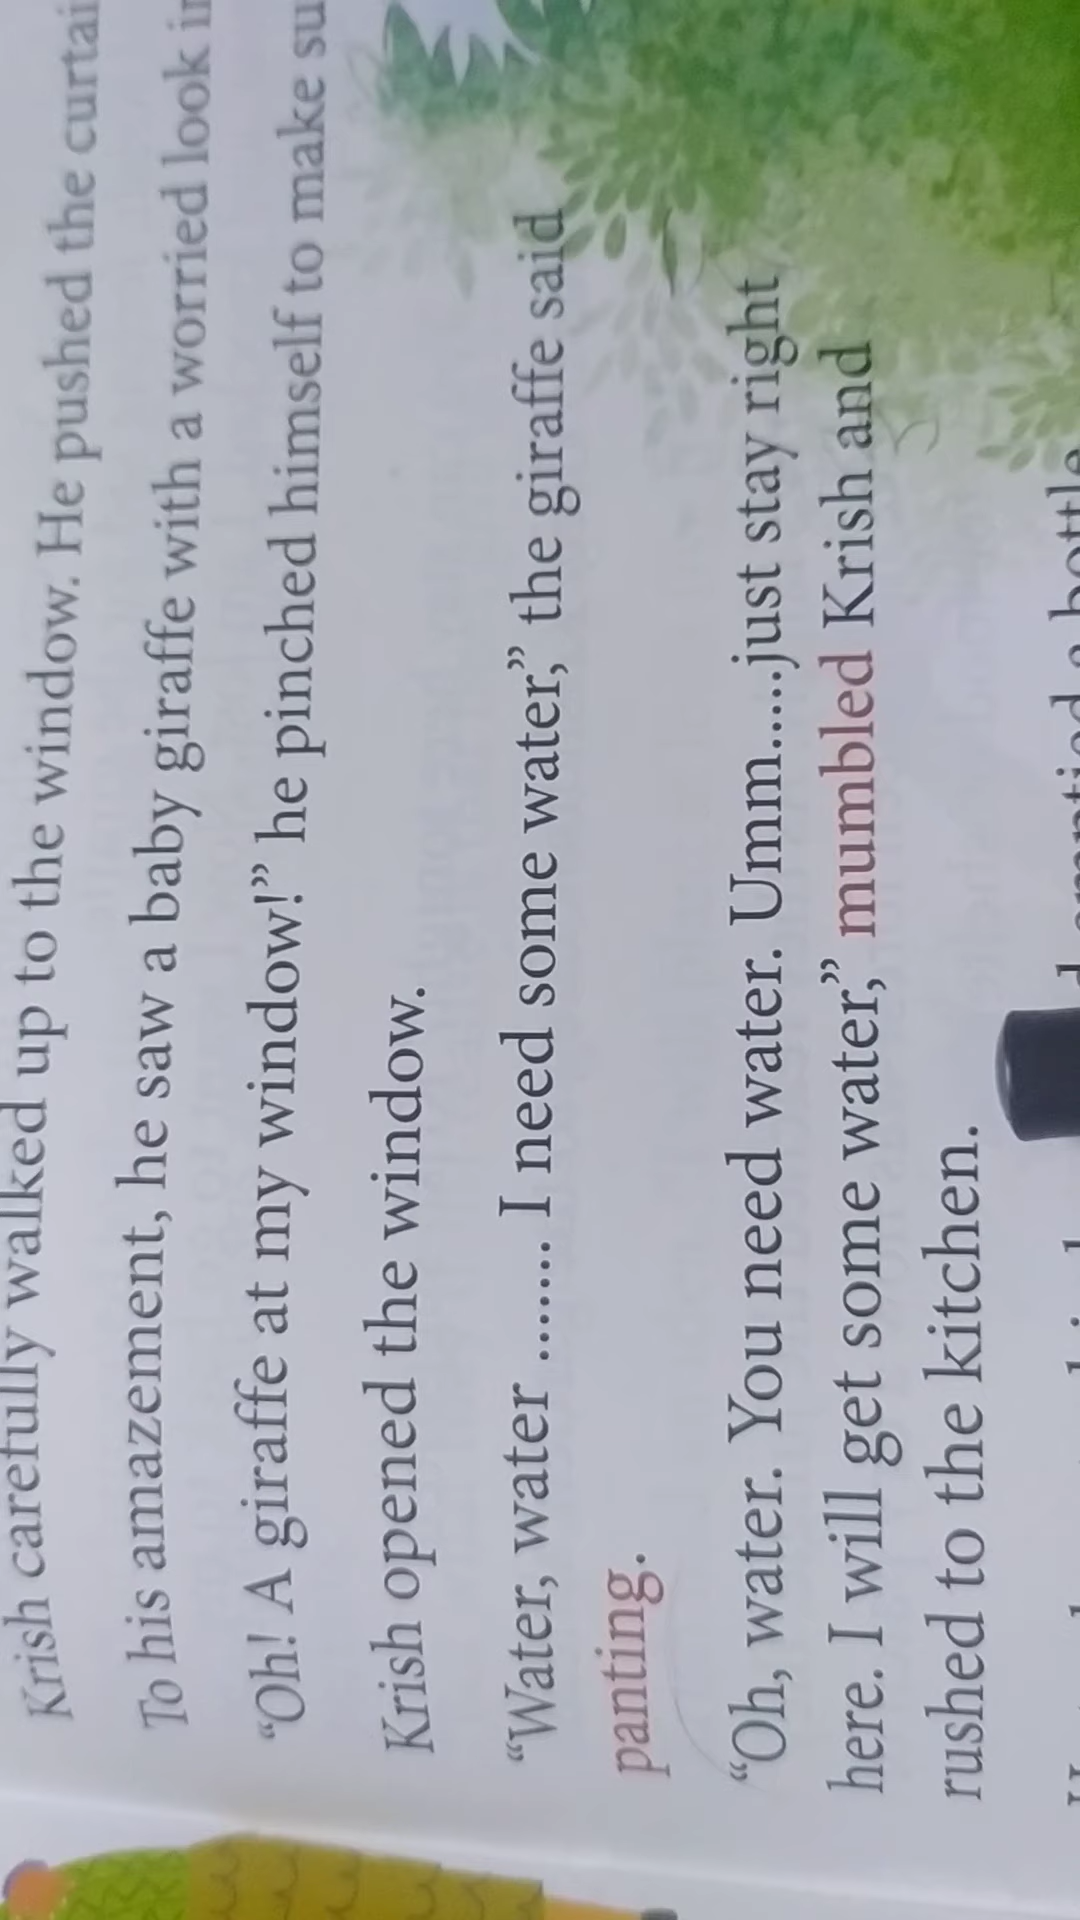 Krish carefully walked up to the window. He pushed the
To his amazement, he saw a baby giraffe with a worried look
“Oh! A giraffe at my window!” he pinched himself to make
Krish opened the window.
“Water, water ....... I need some water,” the giraffe said
panting.
“Oh, water. You need water. Umm.....just stay right
here. I will get some water,” mumbled Krish and
rushed to the kitchen.